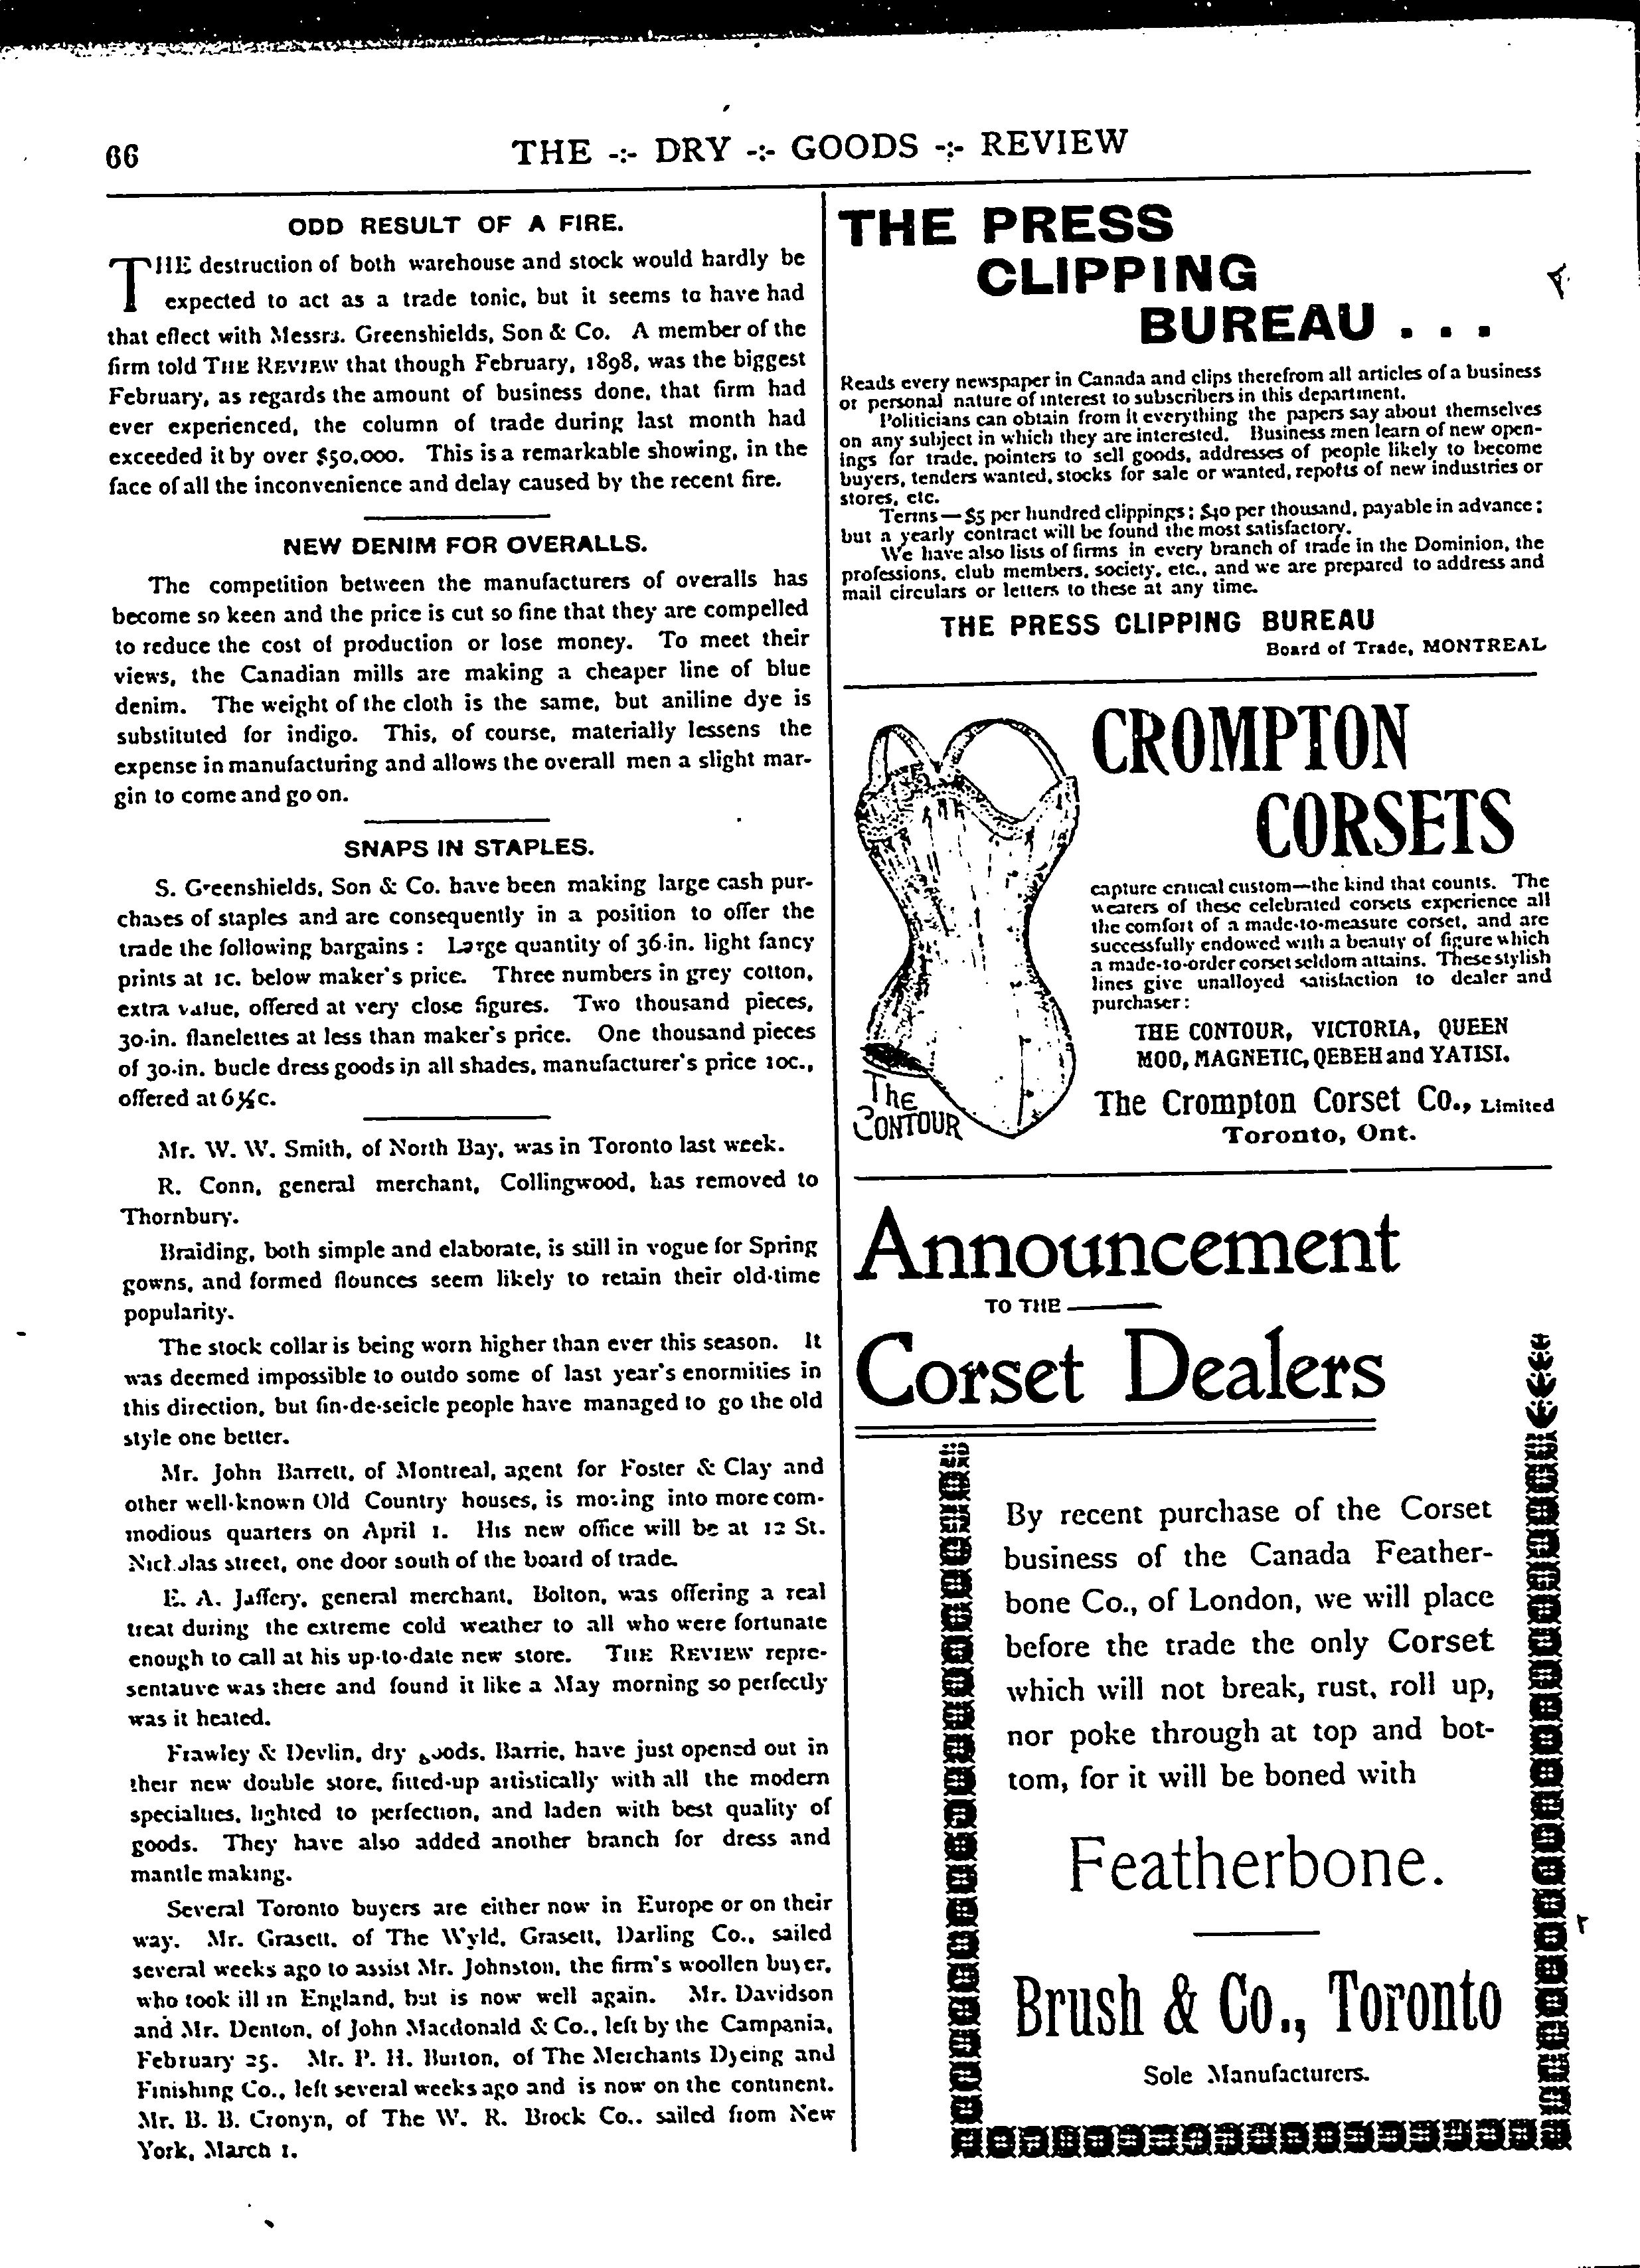 66
THE -:- DRY -:- GOODS -:- REVIEW
ODD RESULT OF A FIRE.
THE destruction of both warehouse and stock would hardly be
expected to act as a trade tonic, but it seems to have had
that effect with Messrs. Greenshields, Son & Co. A member of the
firm told THE REVIEW that though February, 1898, was the biggest
February, as regards the amount of business done, that firm had
ever experienced, the column of trade during last month had
exceeded it by over $50,000. This is a remarkable showing, in the
face of all the inconvenience and delay caused by the recent fire.
NEW DENIM FOR OVERALLS.
The competition between the manufacturers of overalls has
become so keen and the price is cut so fine that they are compelled
to reduce the cost of production or lose money. To meet their
views, the Canadian mills are making a cheaper line of blue
denim. The weight of the cloth is the same, but aniline dye is
substituted for indigo. This, of course, materially lessens the
expense in manufacturing and allows the overall men a slight mar-
gin to come and go on.
SNAPS IN STAPLES.
S. Greenshields, Son & Co. have been making large cash pur-
chases of staples and are consequently in a position to offer the
trade the following bargains : Large quantity of 36-in. light fancy
prints at 1c. below maker's price. Three numbers in grey cotton,
extra value, offered at very close figures. Two thousand pieces,
30-in. flanelettes at less than maker's price. One thousand pieces
of 30-in. bucle dress goods in all shades, manufacturer's price 10c.,
offered at 6½c.
Mr. W. W. Smith, of North Bay, was in Toronto last week.
R. Conn, general merchant, Collingwood, has removed to
Thornbury.
Braiding, both simple and elaborate, is still in vogue for Spring
gowns, and formed flounces seem likely to retain their old-time
popularity.
The stock collar is being worn higher than ever this season. It
was deemed impossible to outdo some of last year's enormities in
this direction, but fin-de-seicle people have managed to go the old
style one better.
Mr. John Barrett, of Montreal, agent for Foster & Clay and
other well-known Old Country houses, is moving into more com-
modious quarters on April 1. His new office will be at 12 St.
Nicholas street, one door south of the board of trade.
E. A. Jaffery, general merchant, Bolton, was offering a real
treat during the extreme cold weather to all who were fortunate
enough to call at his up-to-date new store. THE REVIEW repre-
sentative was there and found it like a May morning so perfectly
was it heated.
Frawley & Devlin, dry goods, Barrie, have just opened out in
their new double store, fitted-up artistically with all the modern
specialties, lighted to perfection, and laden with best quality of
goods. They have also added another branch for dress and
mantle making.
Several Toronto buyers are either now in Europe or on their
way. Mr. Grasett, of The Wyld, Grasett, Darling Co., sailed
several weeks ago to assist Mr. Johnston, the firm's woollen buyer,
who took ill in England, but is now well again. Mr. Davidson
and Mr. Denton, of John Macdonald & Co., left by the Campania,
February 25. Mr. P. H. Burton, of The Merchants Dyeing and
Finishing Co., left several weeks ago and is now on the continent.
Mr. B. B. Cronyn, of The W. R. Brock Co., sailed from New
York, March 1.
THE PRESS
CLIPPING
BUREAU . . .
Reads every newspaper in Canada and clips therefrom all articles of a business
or personal nature of interest to subscribers in this department.
Politicians can obtain from it everything the papers say about themselves
on any subject in which they are interested. Business men learn of new open-
ings for trade, pointers to sell goods, addresses of people likely to become
buyers, tenders wanted, stocks for sale or wanted, reports of new industries or
stores, etc.
Terms—$5 per hundred clippings; $40 per thousand, payable in advance;
but a yearly contract will be found the most satisfactory.
We have also lists of firms in every branch of trade in the Dominion, the
professions, club members, society, etc., and we are prepared to address and
mail circulars or letters to these at any time.
THE PRESS CLIPPING BUREAU
Board of Trade, MONTREAL
CROMPTON
CORSETS
capture critical custom—the kind that counts. The
wearers of these celebrated corsets experience all
the comfort of a made-to-measure corset, and are
successfully endowed with a beauty of figure which
a made-to-order corset seldom attains. These stylish
lines give unalloyed satisfaction to dealer and
purchaser:
THE CONTOUR, VICTORIA, QUEEN
MOO, MAGNETIC, QEBEH and YATISI.
The Crompton Corset Co., Limited
Toronto, Ont.
The
CONTOUR
Announcement
TO THE
Corset Dealers
By recent purchase of the Corset
business of the Canada Feather-
bone Co., of London, we will place
before the trade the only Corset
which will not break, rust, roll up,
nor poke through at top and bot-
tom, for it will be boned with
Featherbone.
Brush & Co., Toronto
Sole Manufacturers.